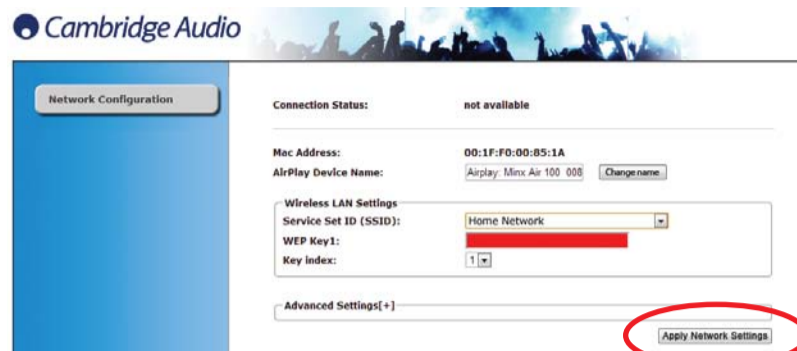 Cambridge Audio
Network Configuration
Connection Status: not available
Mac Address: 00:1F:F0:00:85:1A
AirPlay Device Name: Airplay: Minx Air 100 008 Change name
Wireless LAN Settings
Service Set ID (SSID): Home Network
WEP Key1:
Key index: 1
Advanced Settings[+]
Apply Network Settings